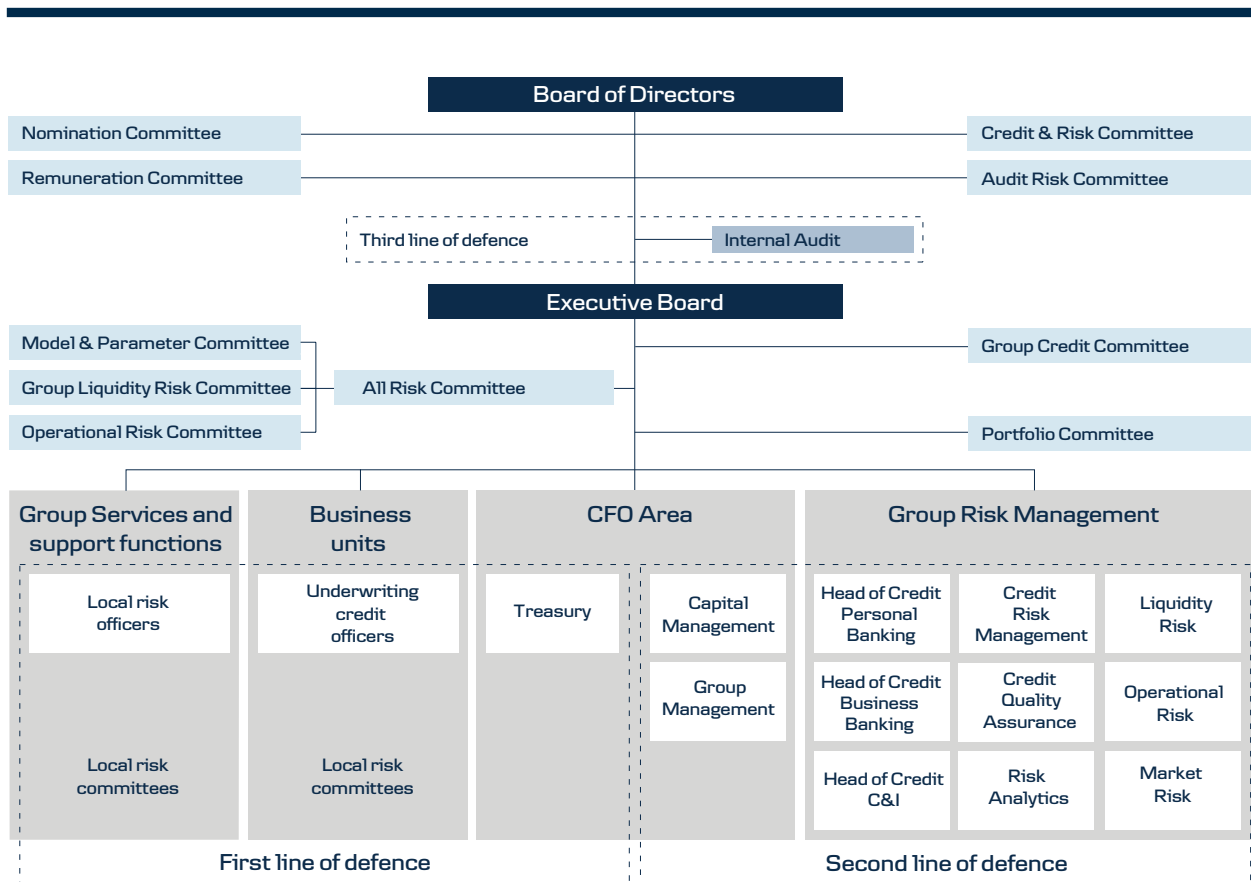 Board of Directors
Nomination Committee
Credit & Risk Committee
Remuneration Committee
Audit Risk Committee
Third line of defence
Internal Audit
Executive Board
Model & Parameter Committee
Group Credit Committee
Group Liquidity Risk Committee
All Risk Committee
Operational Risk Committee
Portfolio Committee
Group Services and
support functions
Business
units
CFO Area
Group Risk Management
Local risk
officers
Underwriting
credit
officers
Treasury
Capital
Management
Head of Credit
Personal
Banking
Credit
Risk
Management
Liquidity
Risk
Group
Management
Head of Credit
Business
Banking
Credit
Quality
Assurance
Operational
Risk
Local risk
committees
Local risk
committees
Head of Credit
C&I
Risk
Analytics
Market
Risk
First line of defence
Second line of defence